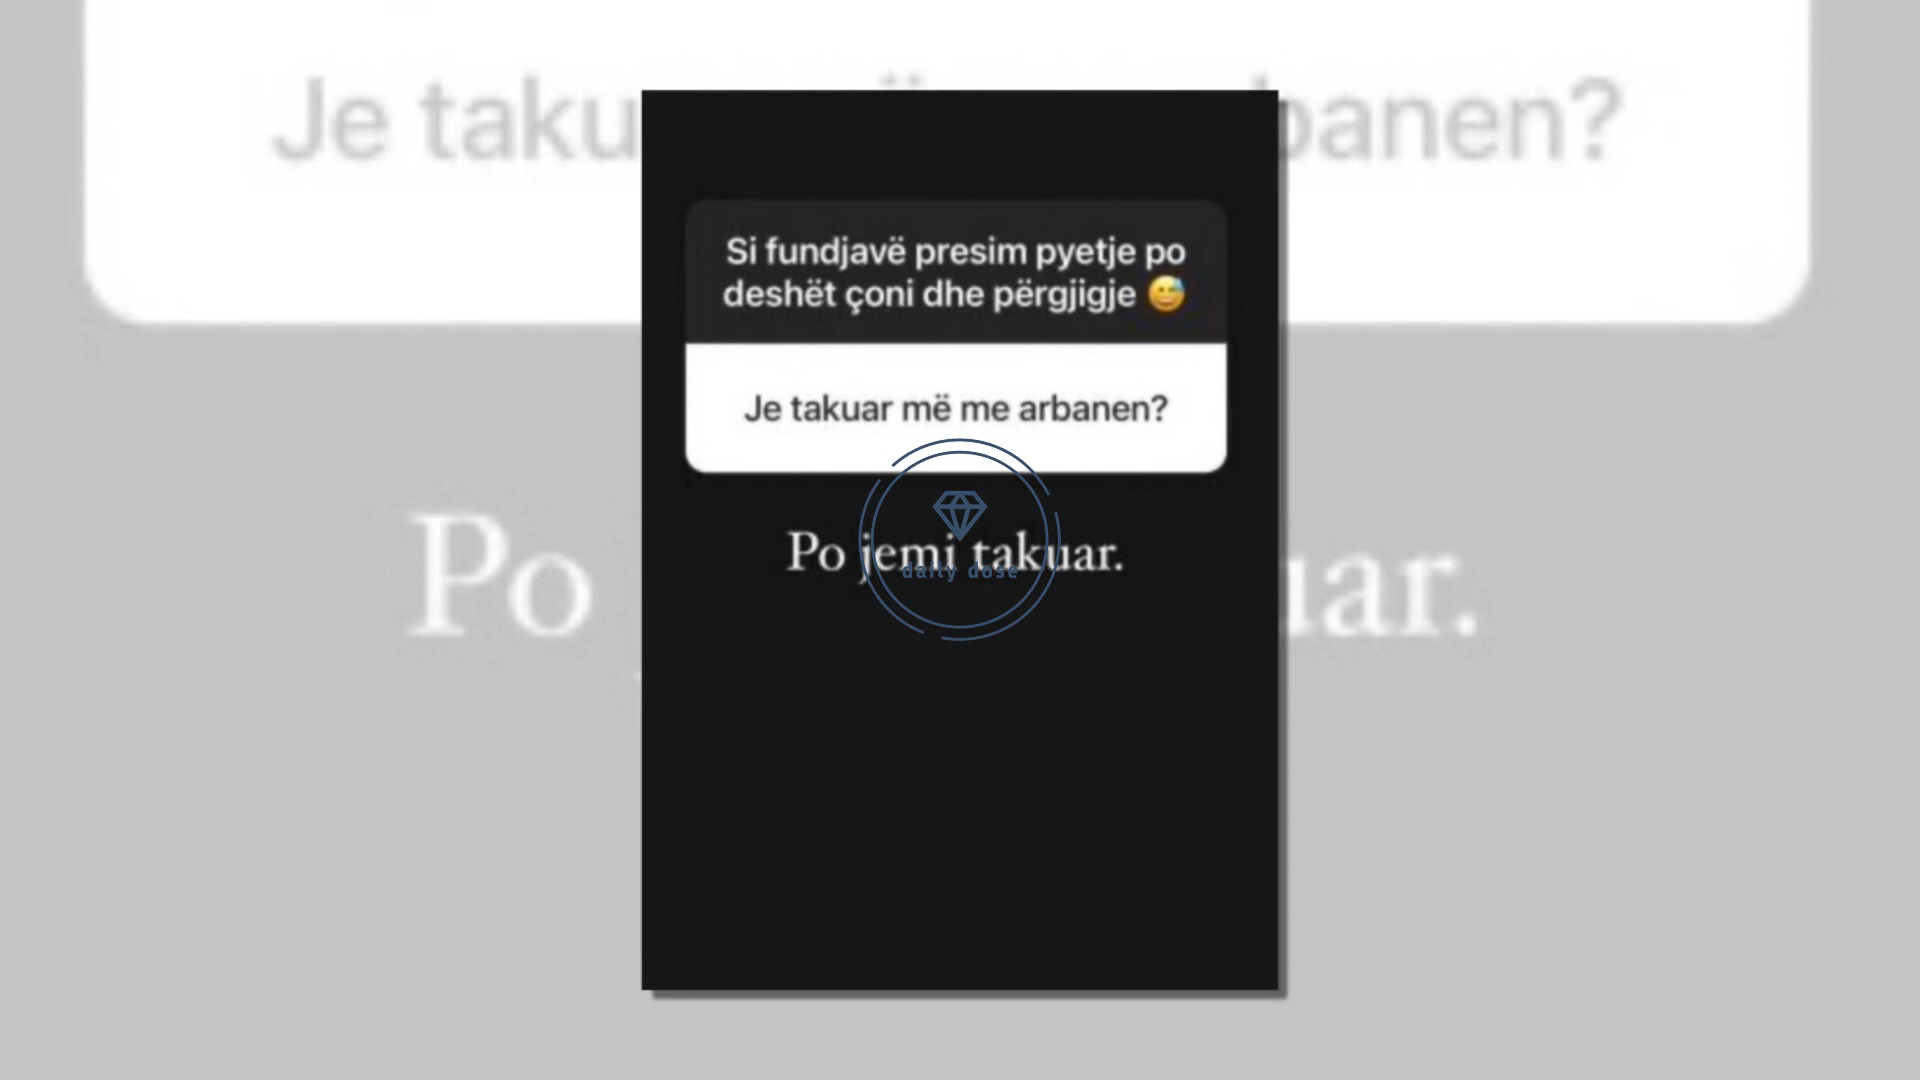 Si fundjavë presim pyetje po
deshët çoni dhe përgjigje 😅
Je takuar më me arbanen?
Po jemi takuar.
daily dose